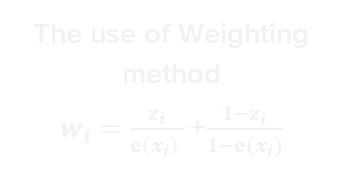 The use of Weighting
method
wᵢ = zᵢ/e(xᵢ) + 1−zᵢ/1−e(xᵢ)